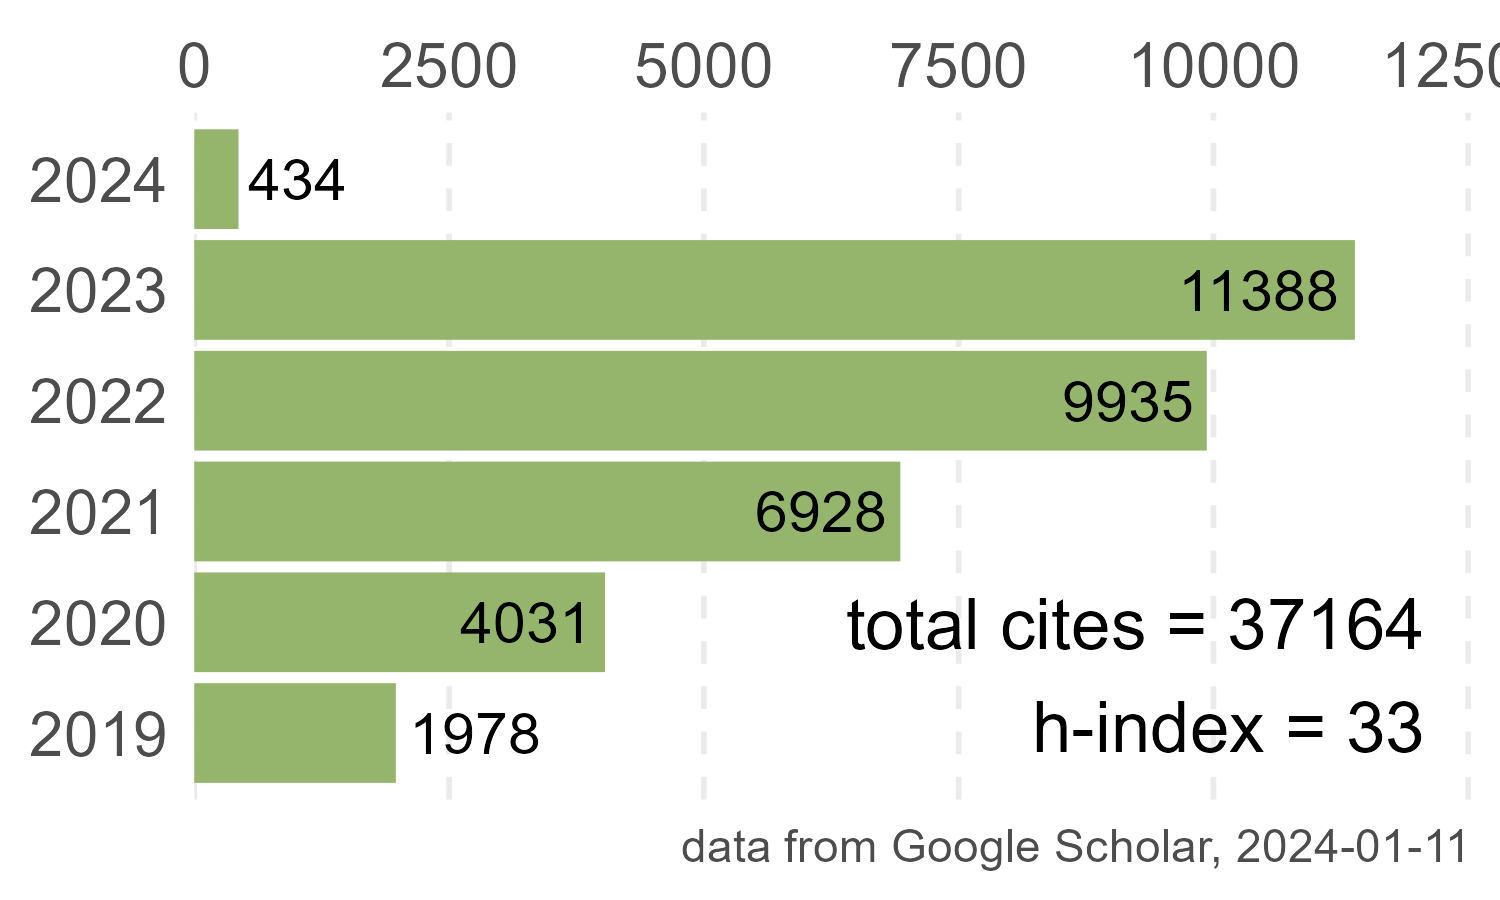 0 2500 5000 7500 10000 1250
2024 434
2023 11388
2022 9935
2021 6928
2020 4031 total cites = 37164
2019 1978 h-index = 33
data from Google Scholar, 2024-01-11